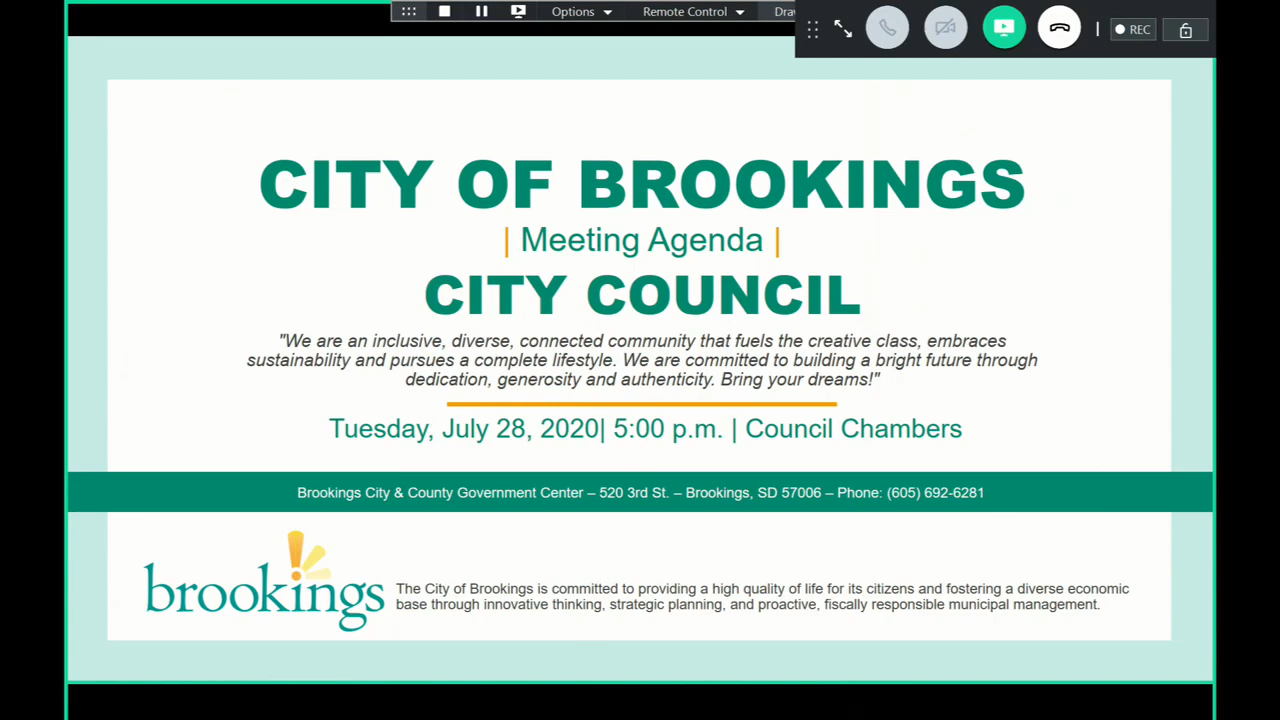 Options
Remote Control
REC
CITY OF BROOKINGS
| Meeting Agenda |
CITY COUNCIL
"We are an inclusive, diverse, connected community that fuels the creative class, embraces
sustainability and pursues a complete lifestyle. We are committed to building a bright future through
dedication, generosity and authenticity. Bring your dreams!"
Tuesday, July 28, 2020| 5:00 p.m. | Council Chambers
Brookings City & County Government Center – 520 3rd St. – Brookings, SD 57006 – Phone: (605) 692-6281
brookings
The City of Brookings is committed to providing a high quality of life for its citizens and fostering a diverse economic
base through innovative thinking, strategic planning, and proactive, fiscally responsible municipal management.